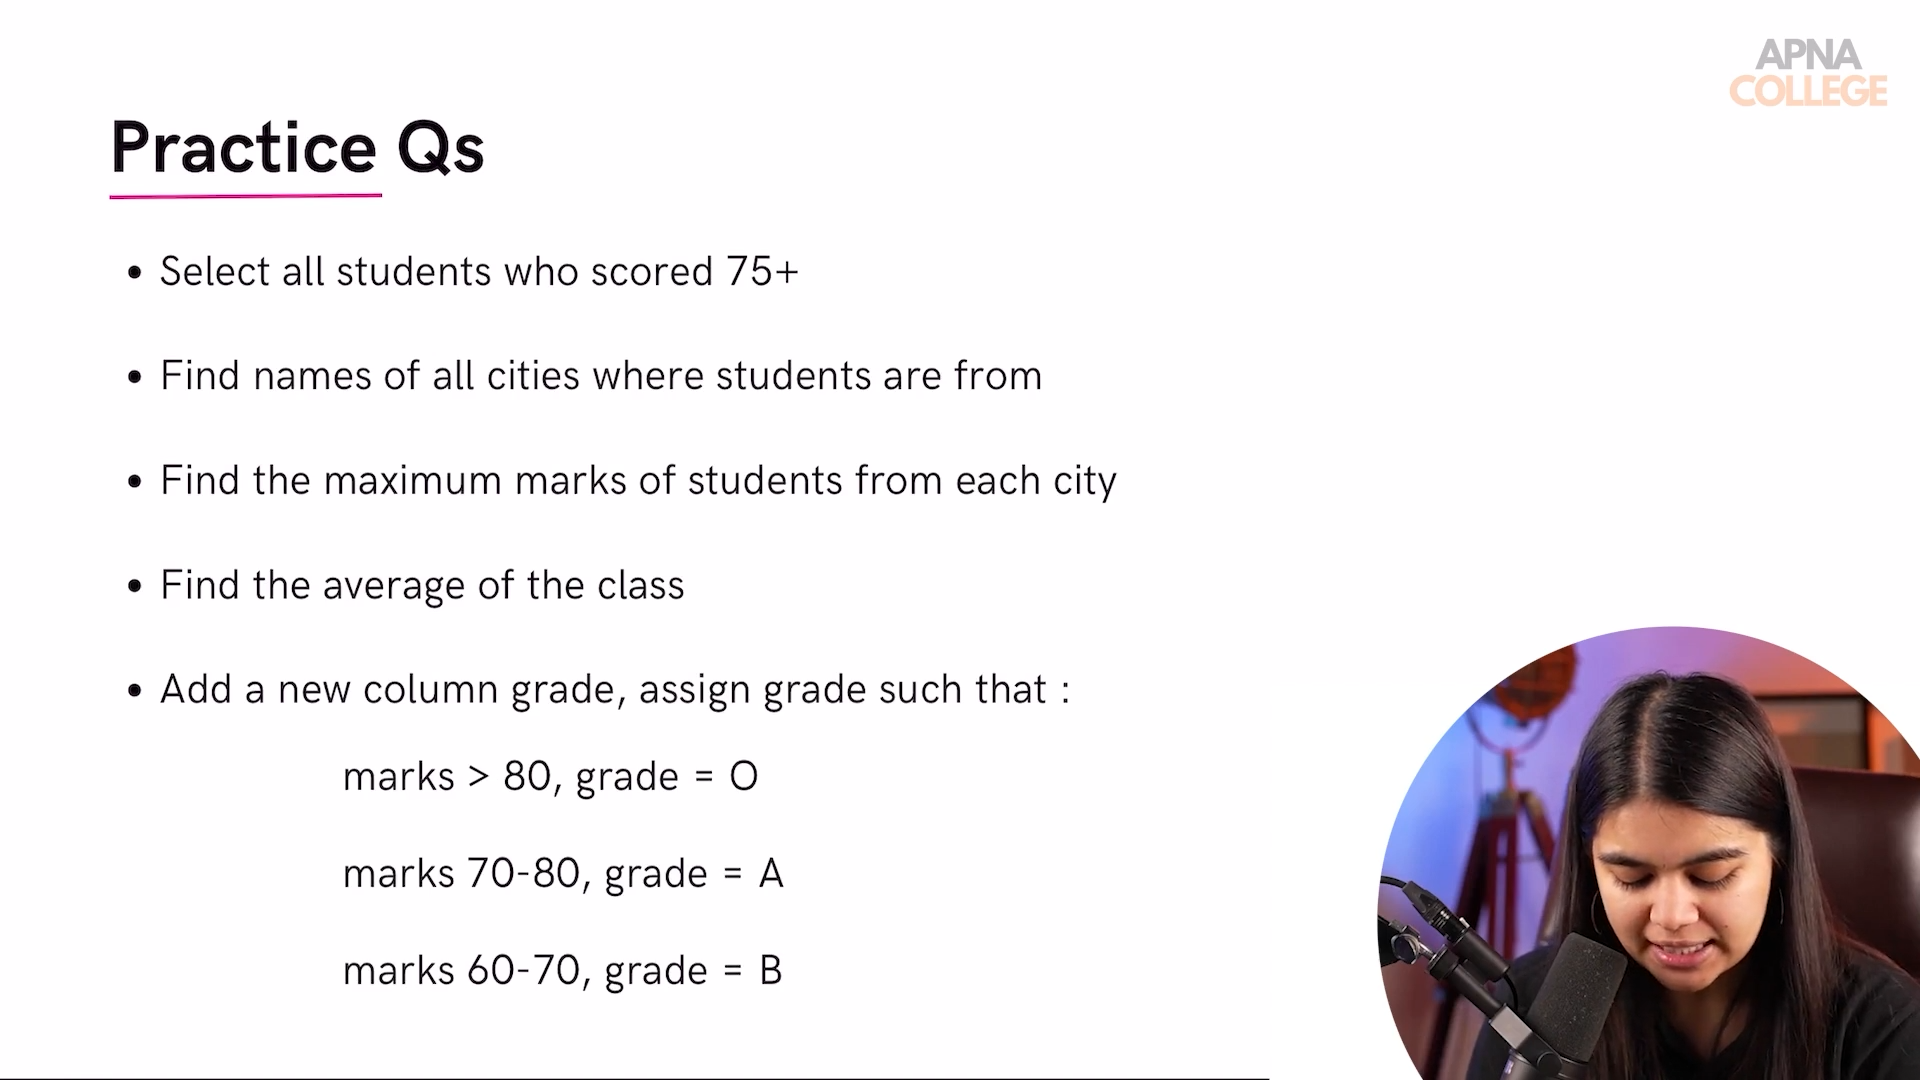 APNA
COLLEGE
Practice Qs
• Select all students who scored 75+
• Find names of all cities where students are from
• Find the maximum marks of students from each city
• Find the average of the class
• Add a new column grade, assign grade such that :
marks > 80, grade = O
marks 70-80, grade = A
marks 60-70, grade = B